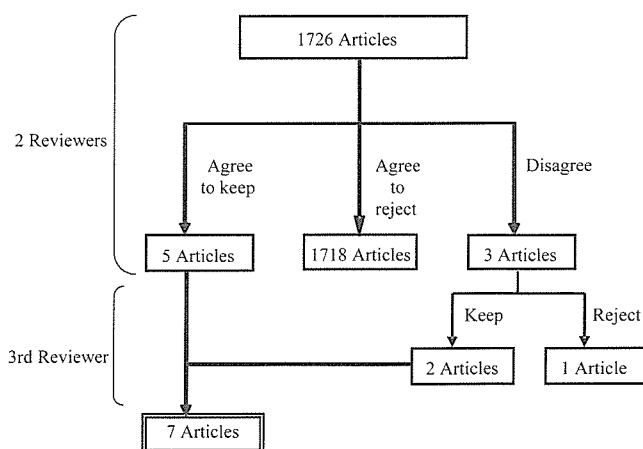 1726 Articles
2 Reviewers
Agree
to keep
Agree
to
reject
Disagree
5 Articles
1718 Articles
3 Articles
Keep
Reject
3rd Reviewer
2 Articles
1 Article
7 Articles